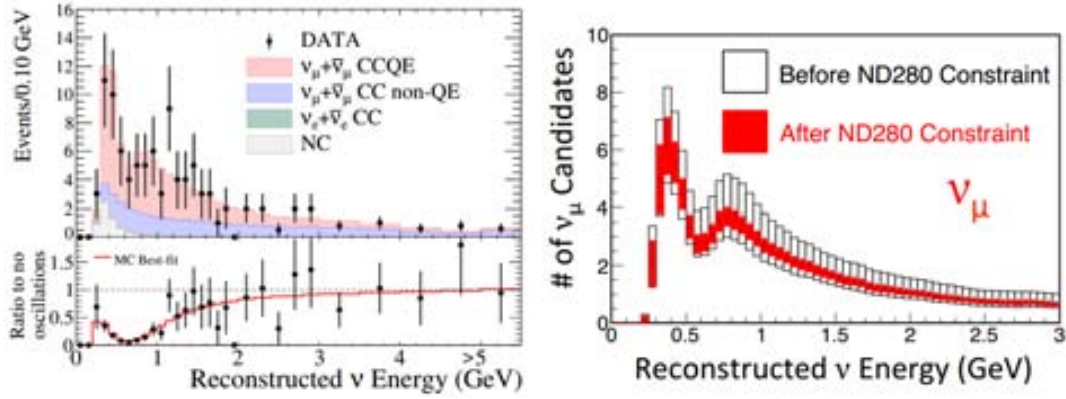 Events/0.10 GeV
16
14
12
10
8
6
4
2
0
DATA
νμ+ν̄μ CCQE
νμ+ν̄μ CC non-QE
νe+ν̄e CC
NC
Ratio to no
oscillations
1.5
1
0.5
0
MC Best-fit
0 1 2 3 4 >5
Reconstructed ν Energy (GeV)
# of νμ Candidates
10
8
6
4
2
0
Before ND280 Constraint
After ND280 Constraint
νμ
0 0.5 1 1.5 2 2.5 3
Reconstructed ν Energy (GeV)